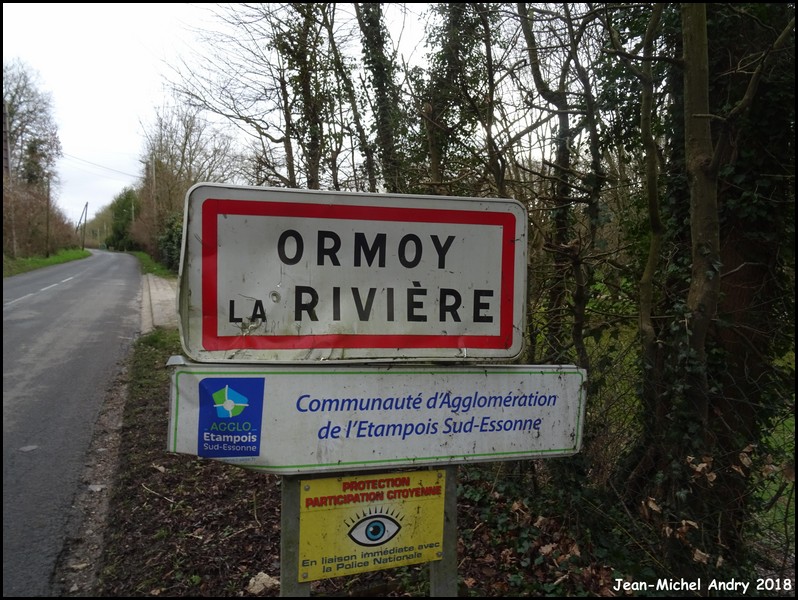 ORMOY
LA RIVIÈRE
AGGLO
Etampois
Sud-Essonne
Communauté d'Agglomération
de l'Etampois Sud-Essonne
PROTECTION
PARTICIPATION CITOYENNE
En liaison immédiate avec
la Police Nationale
Jean-Michel Andry 2018